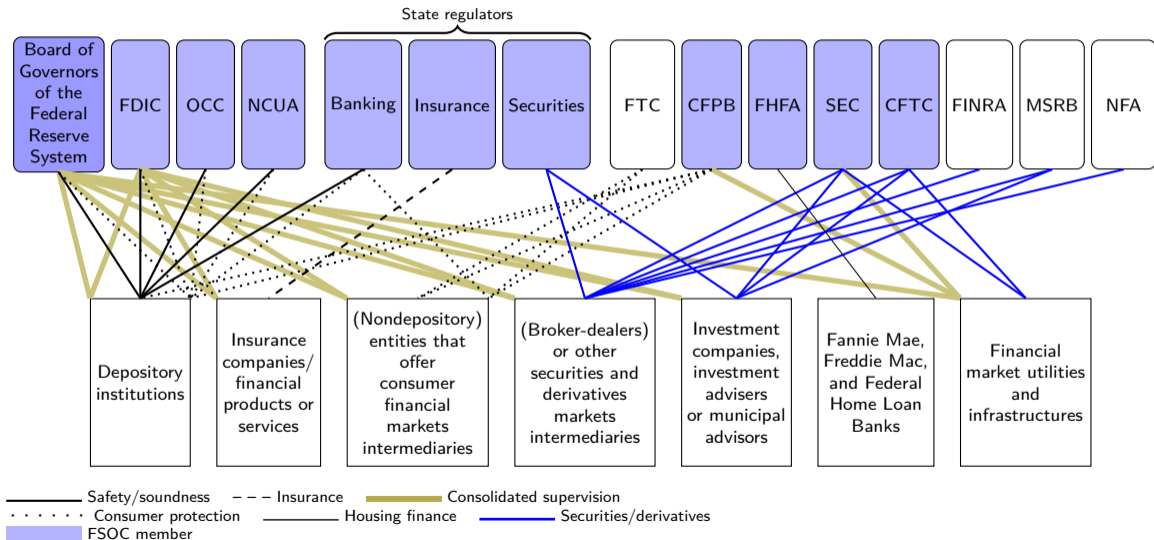 State regulators
Board of
Governors
of the
Federal
Reserve
System
FDIC
OCC
NCUA
Banking
Insurance
Securities
FTC
CFPB
FHFA
SEC
CFTC
FINRA
MSRB
NFA
Depository
institutions
Insurance
companies/
financial
products or
services
(Nondepository)
entities that
offer
consumer
financial
markets
intermediaries
(Broker-dealers)
or other
securities and
derivatives
markets
intermediaries
Investment
companies,
investment
advisers
or municipal
advisors
Fannie Mae,
Freddie Mac,
and Federal
Home Loan
Banks
Financial
market utilities
and
infrastructures
Safety/soundness
Insurance
Consolidated supervision
Consumer protection
Housing finance
Securities/derivatives
FSOC member